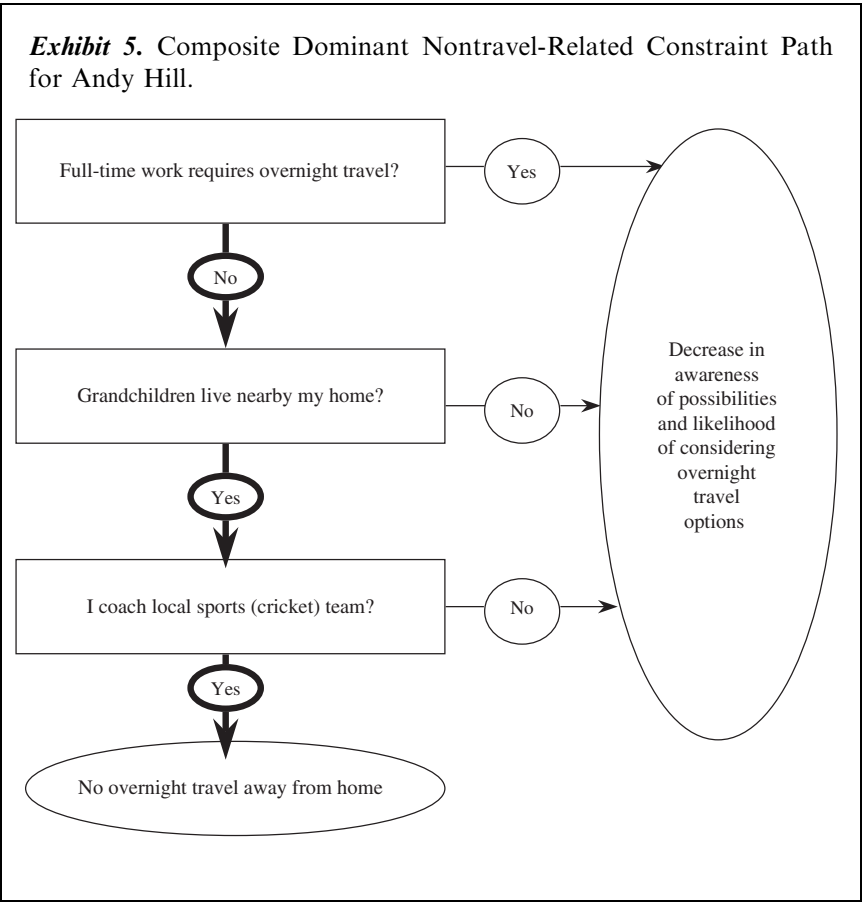 Exhibit 5. Composite Dominant Nontravel-Related Constraint Path
for Andy Hill.
Full-time work requires overnight travel?
Yes
No
Grandchildren live nearby my home?
No
Yes
I coach local sports (cricket) team?
No
Yes
No overnight travel away from home
Decrease in
awareness
of possibilities
and likelihood
of considering
overnight
travel
options